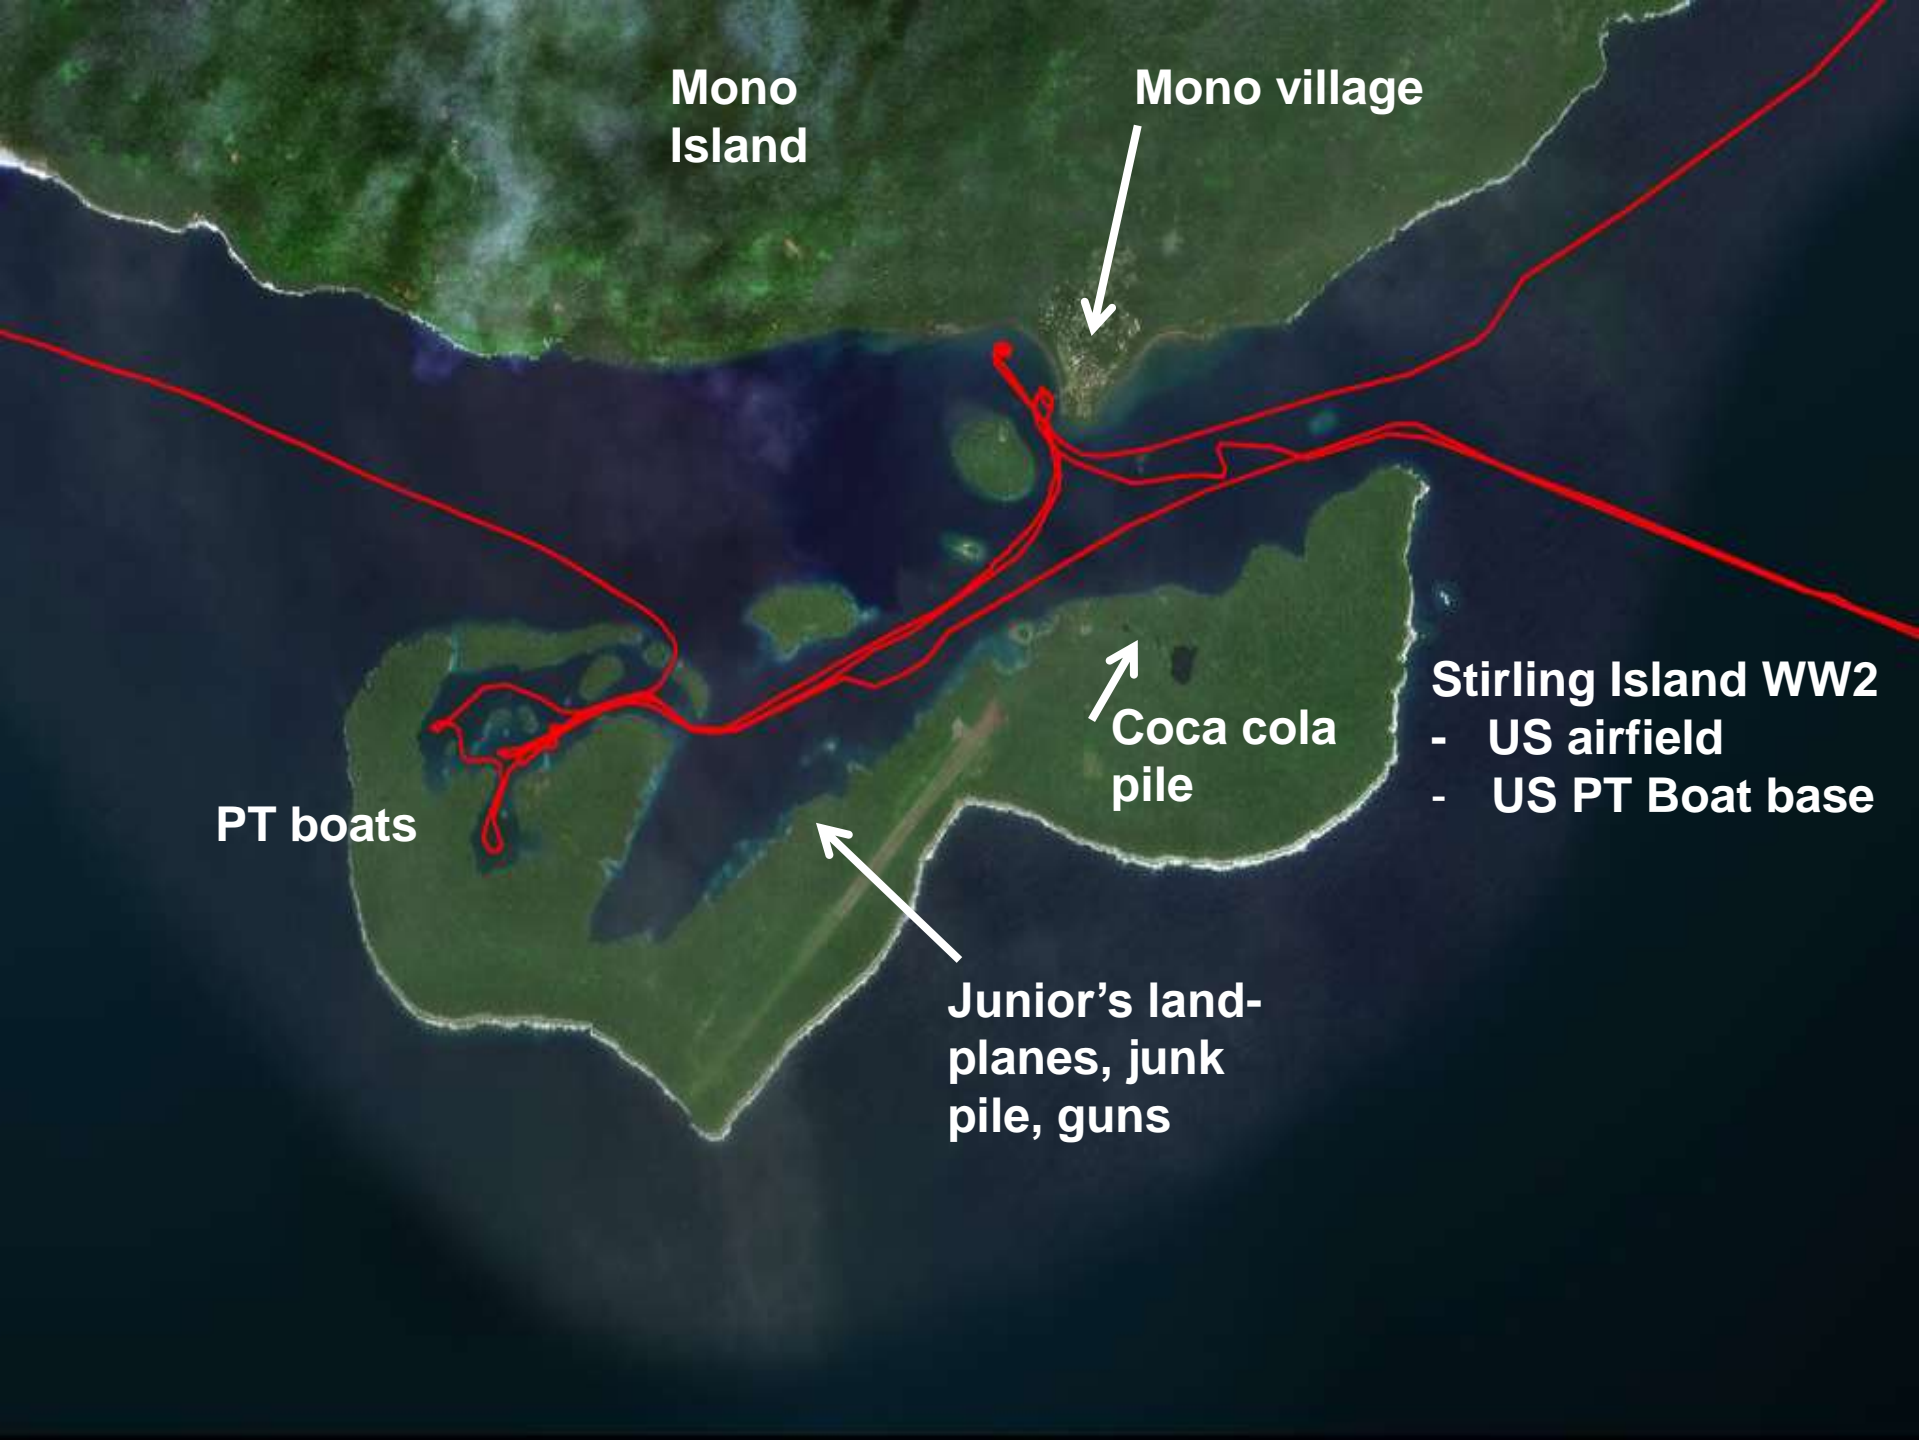 Mono
Island
Mono village
Stirling Island WW2
- US airfield
- US PT Boat base
Coca cola
pile
PT boats
Junior’s land-
planes, junk
pile, guns